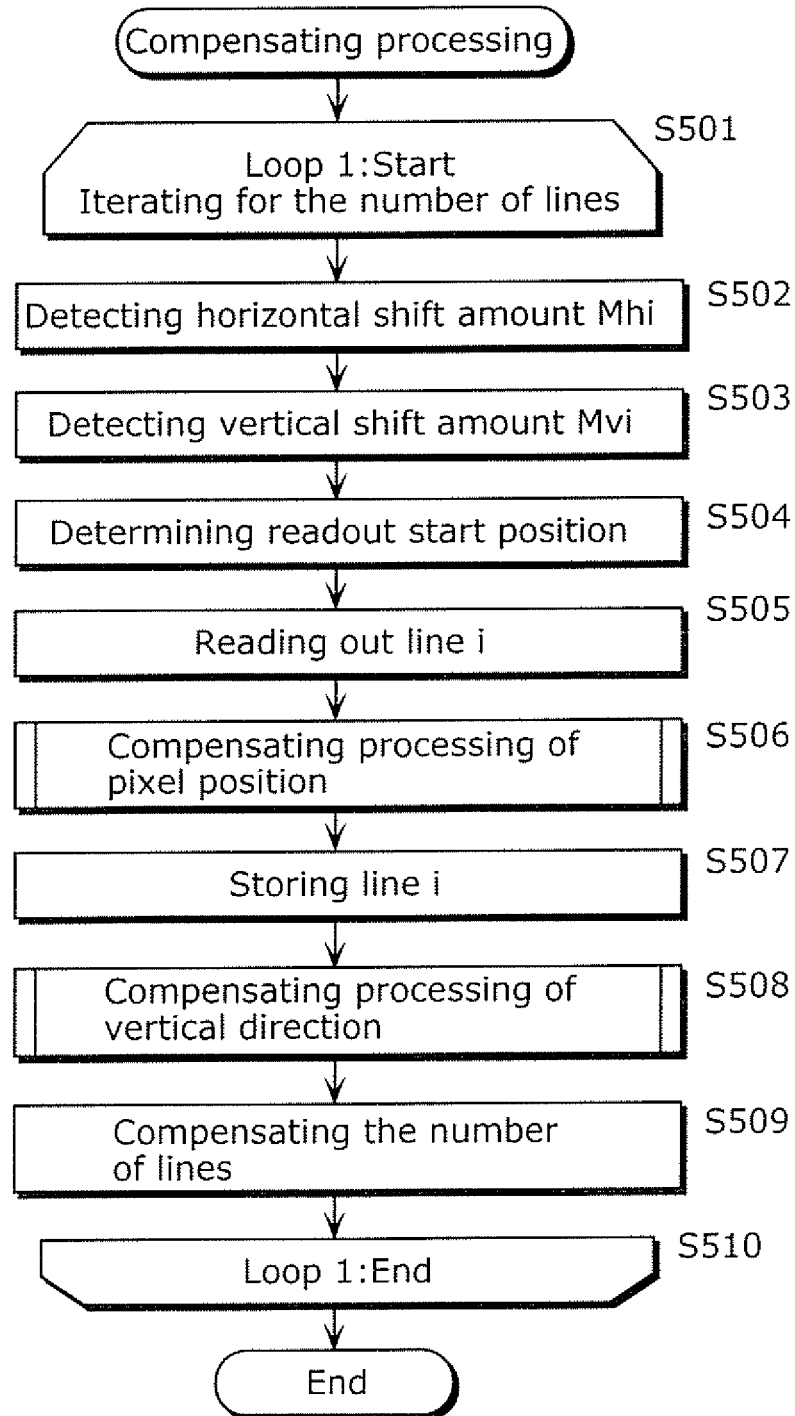 Compensating processing
S501
Loop 1:Start
Iterating for the number of lines
S502
Detecting horizontal shift amount Mhi
S503
Detecting vertical shift amount Mvi
S504
Determining readout start position
S505
Reading out line i
S506
Compensating processing of
pixel position
S507
Storing line i
S508
Compensating processing of
vertical direction
S509
Compensating the number
of lines
S510
Loop 1:End
End